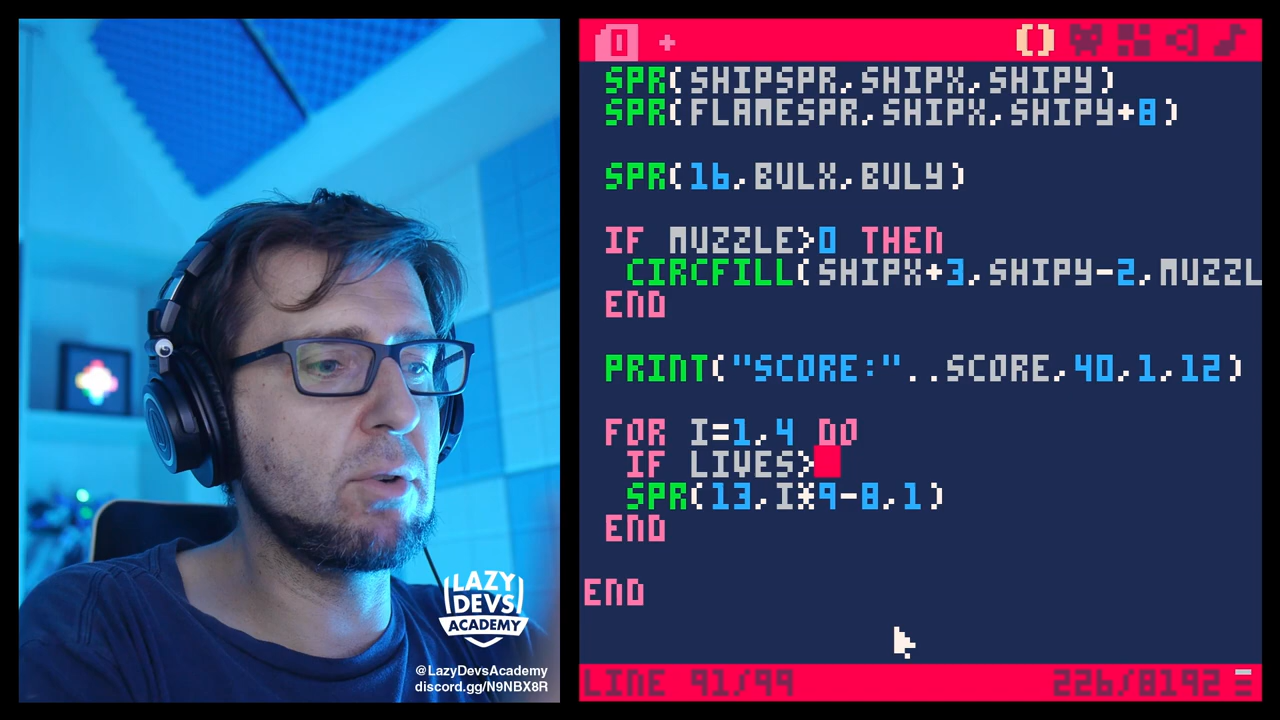 LAZY
DEVS
ACADEMY
@LazyDevsAcademy
discord.gg/N9NBX8R
+
SPR(SHIPSPR,SHIPX,SHIPY)
SPR(FLAMESPR,SHIPX,SHIPY+8)
SPR(16,BULX,BULY)
IF MUZZLE>0 THEN
CIRCFILL(SHIPX+3,SHIPY-2,MUZZL
END
PRINT("SCORE:"..SCORE,40,1,12)
FOR I=1,4 DO
IF LIVES>
SPR(13,I*9-8,1)
END
END
LINE 91/99
226/8192